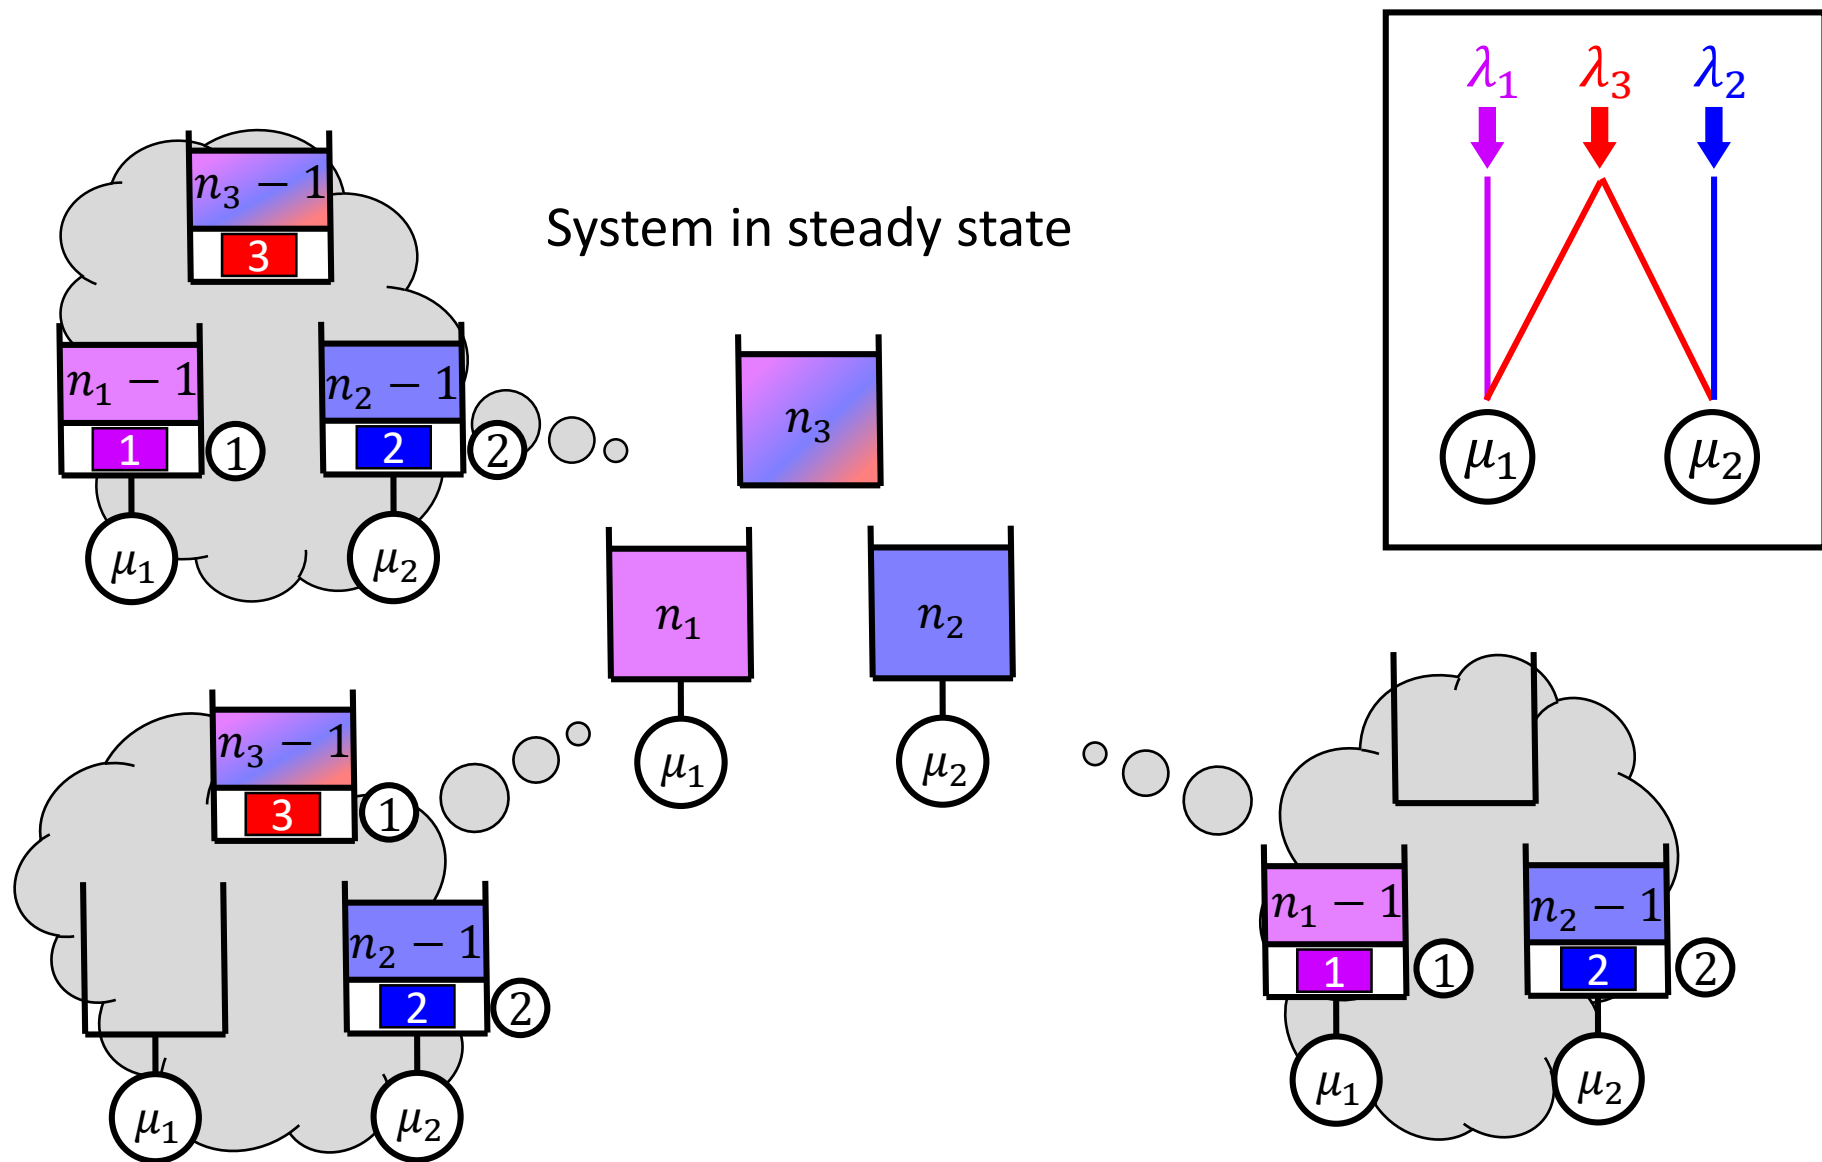 λ₁ λ₃ λ₂
μ₁ μ₂
System in steady state
n₃ − 1
3
n₁ − 1 n₂ − 1
1 ① 2 ②
μ₁ μ₂
n₃
n₁ n₂
μ₁ μ₂
n₃ − 1
3 ①
n₂ − 1
2 ②
μ₁ μ₂
n₁ − 1 n₂ − 1
1 ① 2 ②
μ₁ μ₂